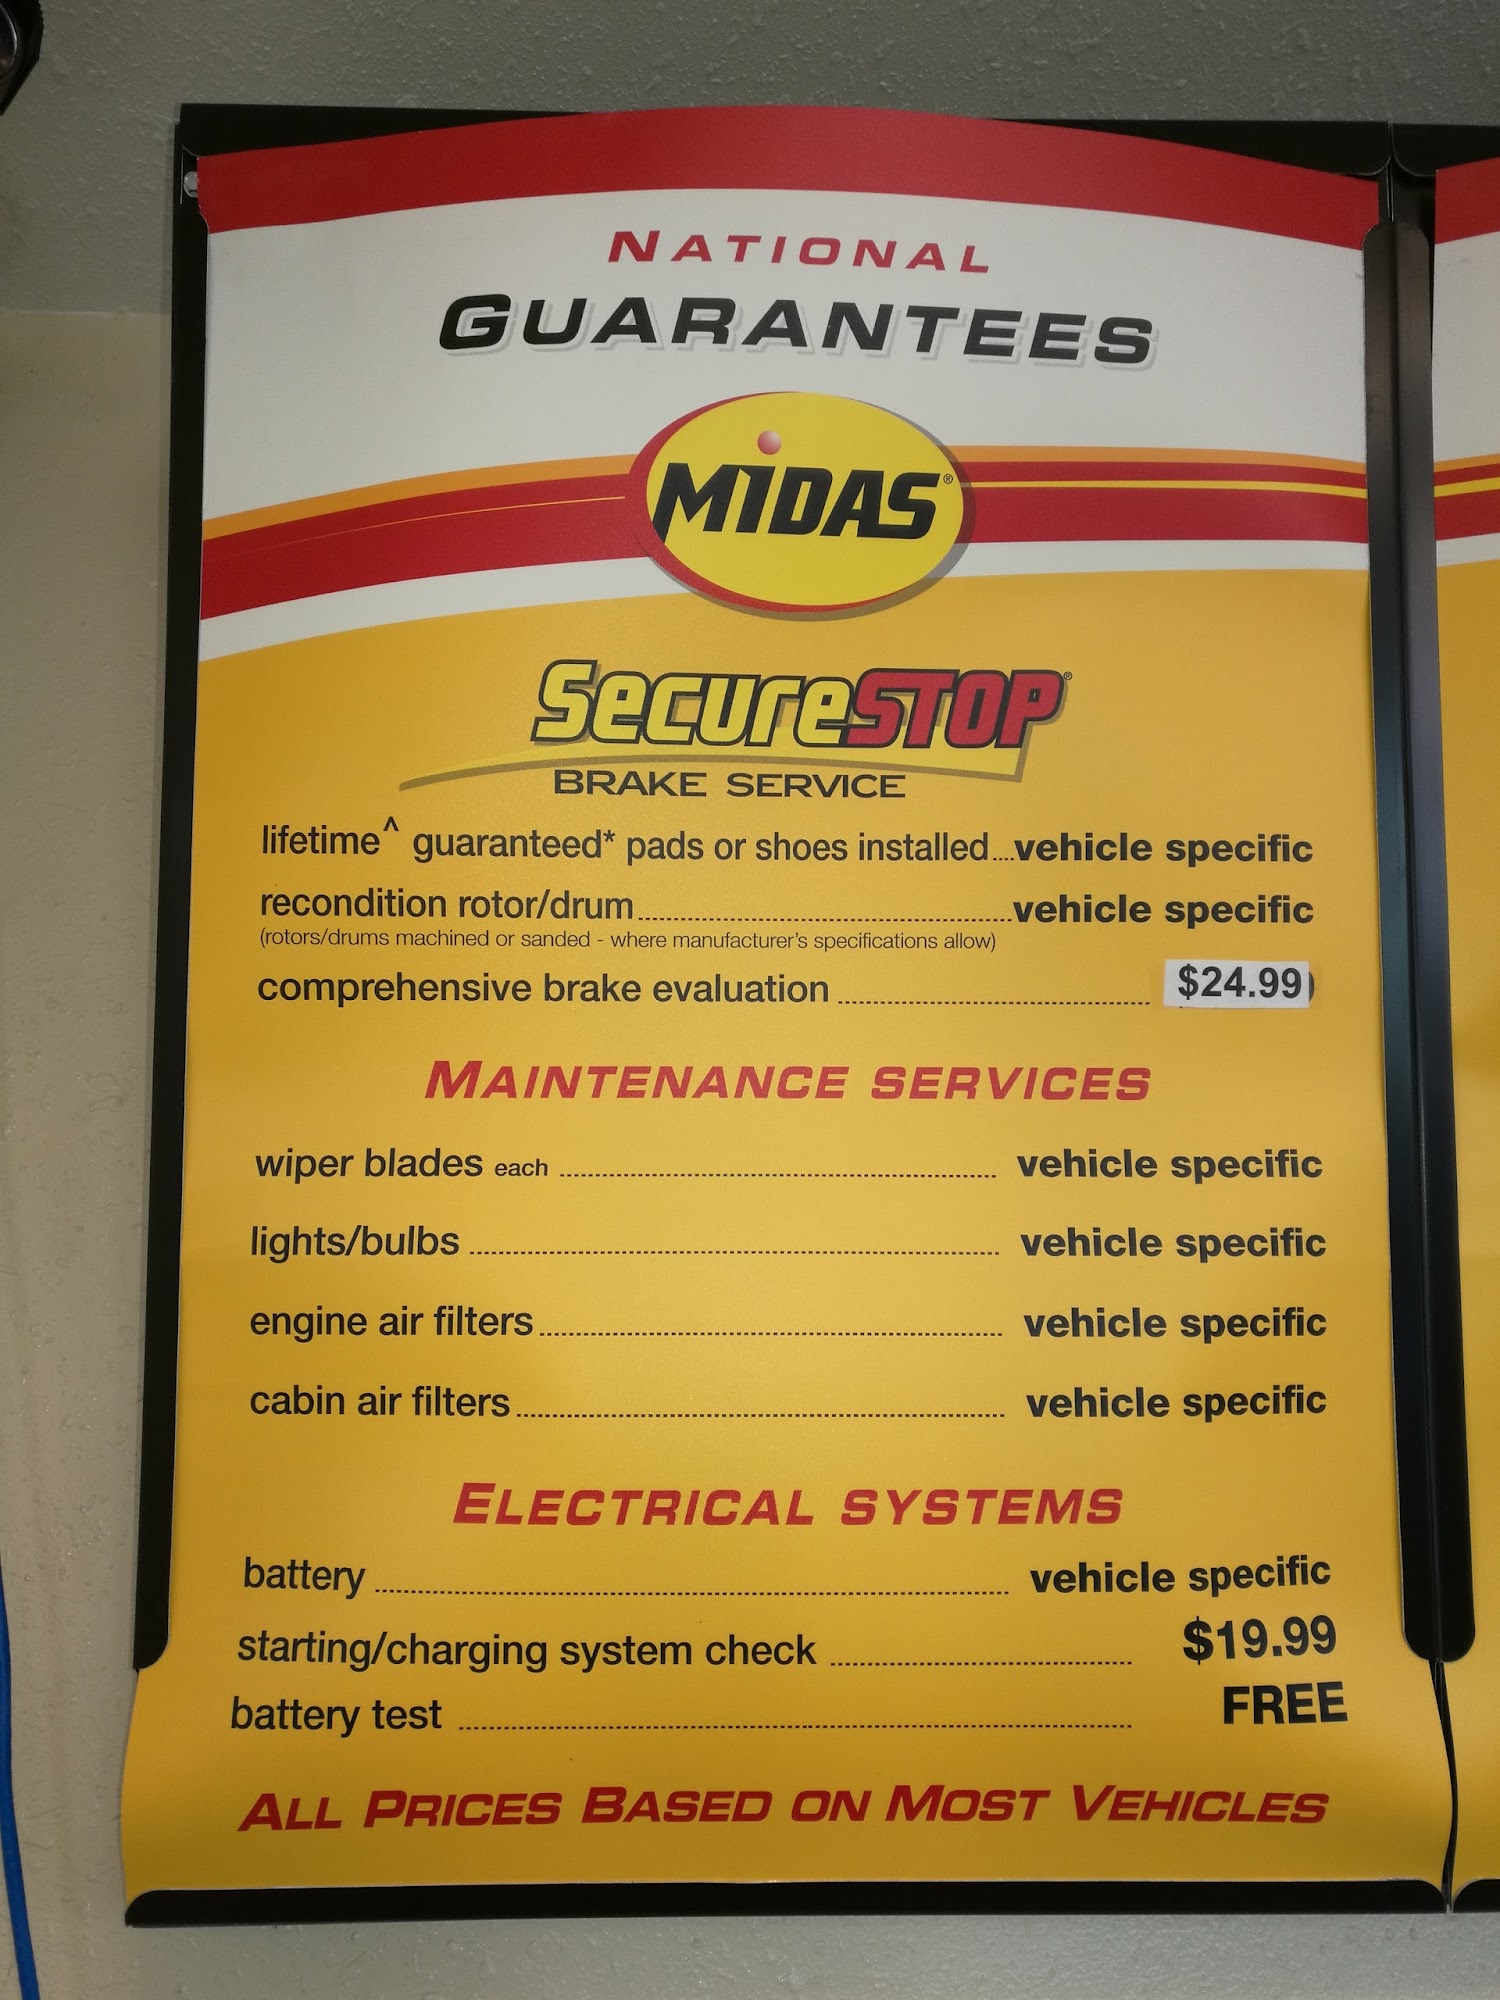 NATIONAL
GUARANTEES
MIDAS®
SecureSTOP®
BRAKE SERVICE
lifetime^ guaranteed* pads or shoes installed....vehicle specific
recondition rotor/drum..............................vehicle specific
(rotors/drums machined or sanded - where manufacturer's specifications allow)
comprehensive brake evaluation .............................. $24.99
MAINTENANCE SERVICES
wiper blades each .............................. vehicle specific
lights/bulbs .............................. vehicle specific
engine air filters.............................. vehicle specific
cabin air filters.............................. vehicle specific
ELECTRICAL SYSTEMS
battery .............................. vehicle specific
starting/charging system check .............................. $19.99
battery test .............................. FREE
ALL PRICES BASED ON MOST VEHICLES